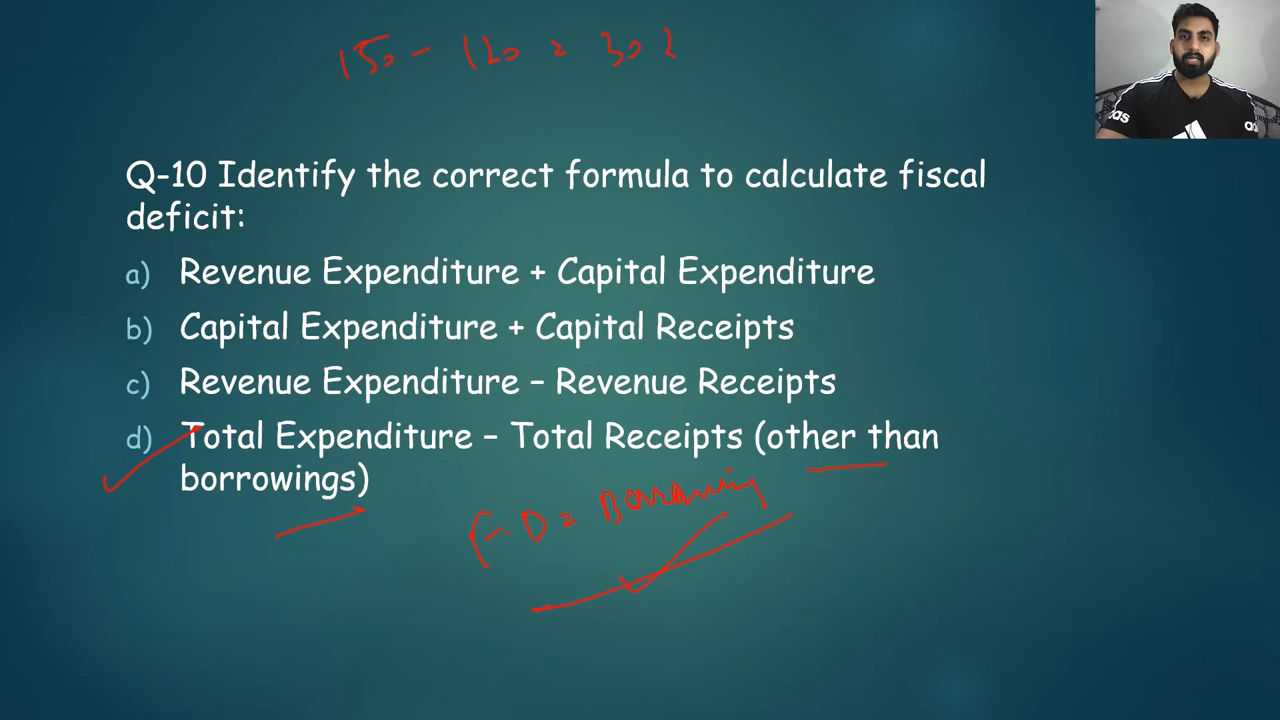 150 - 120 = 30
Q-10 Identify the correct formula to calculate fiscal
deficit:
a) Revenue Expenditure + Capital Expenditure
b) Capital Expenditure + Capital Receipts
c) Revenue Expenditure – Revenue Receipts
d) Total Expenditure – Total Receipts (other than
borrowings)
F.D = Borrowing